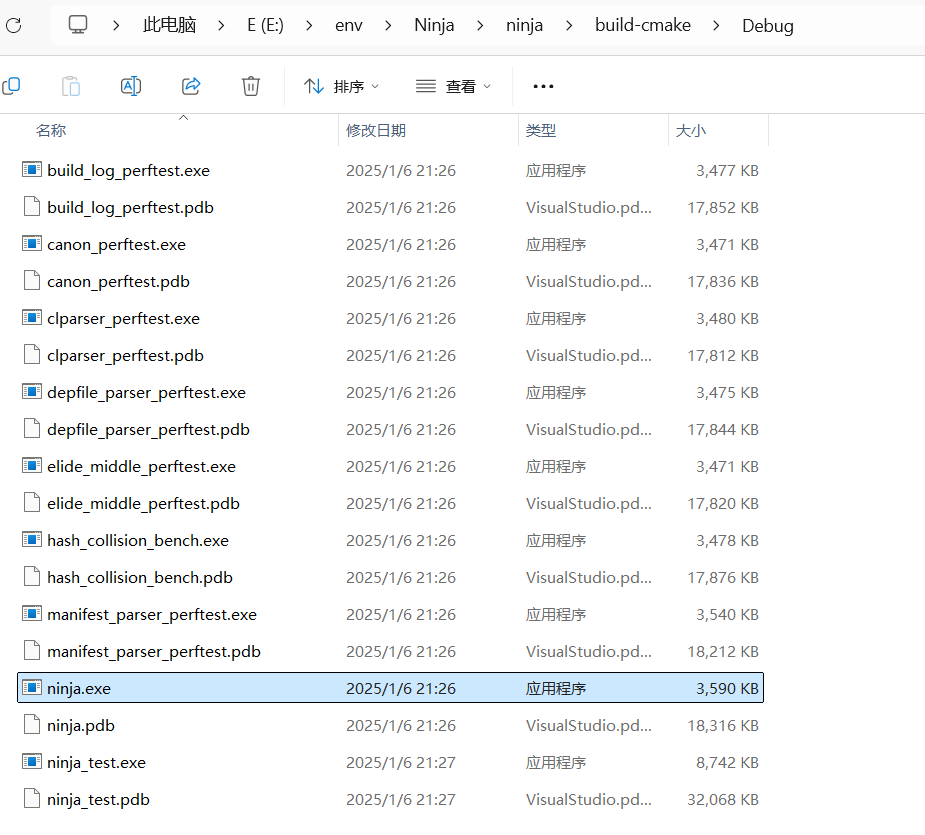 此电脑 > E (E:) > env > Ninja > ninja > build-cmake > Debug
排序 查看
名称 修改日期 类型 大小
build_log_perftest.exe 2025/1/6 21:26 应用程序 3,477 KB
build_log_perftest.pdb 2025/1/6 21:26 VisualStudio.pd... 17,852 KB
canon_perftest.exe 2025/1/6 21:26 应用程序 3,471 KB
canon_perftest.pdb 2025/1/6 21:26 VisualStudio.pd... 17,836 KB
clparser_perftest.exe 2025/1/6 21:26 应用程序 3,480 KB
clparser_perftest.pdb 2025/1/6 21:26 VisualStudio.pd... 17,812 KB
depfile_parser_perftest.exe 2025/1/6 21:26 应用程序 3,475 KB
depfile_parser_perftest.pdb 2025/1/6 21:26 VisualStudio.pd... 17,844 KB
elide_middle_perftest.exe 2025/1/6 21:26 应用程序 3,471 KB
elide_middle_perftest.pdb 2025/1/6 21:26 VisualStudio.pd... 17,820 KB
hash_collision_bench.exe 2025/1/6 21:26 应用程序 3,478 KB
hash_collision_bench.pdb 2025/1/6 21:26 VisualStudio.pd... 17,876 KB
manifest_parser_perftest.exe 2025/1/6 21:26 应用程序 3,540 KB
manifest_parser_perftest.pdb 2025/1/6 21:26 VisualStudio.pd... 18,212 KB
ninja.exe 2025/1/6 21:26 应用程序 3,590 KB
ninja.pdb 2025/1/6 21:26 VisualStudio.pd... 18,316 KB
ninja_test.exe 2025/1/6 21:27 应用程序 8,742 KB
ninja_test.pdb 2025/1/6 21:27 VisualStudio.pd... 32,068 KB